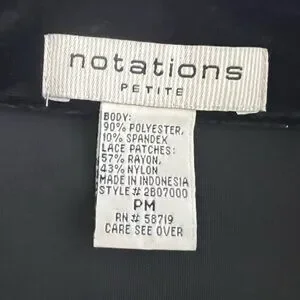 notations
PETITE
BODY:
90% POLYESTER,
10% SPANDEX
LACE PATCHES:
57% RAYON,
43% NYLON
MADE IN INDONESIA
STYLE # 2B07000
PM
RN # 58719
CARE SEE OVER